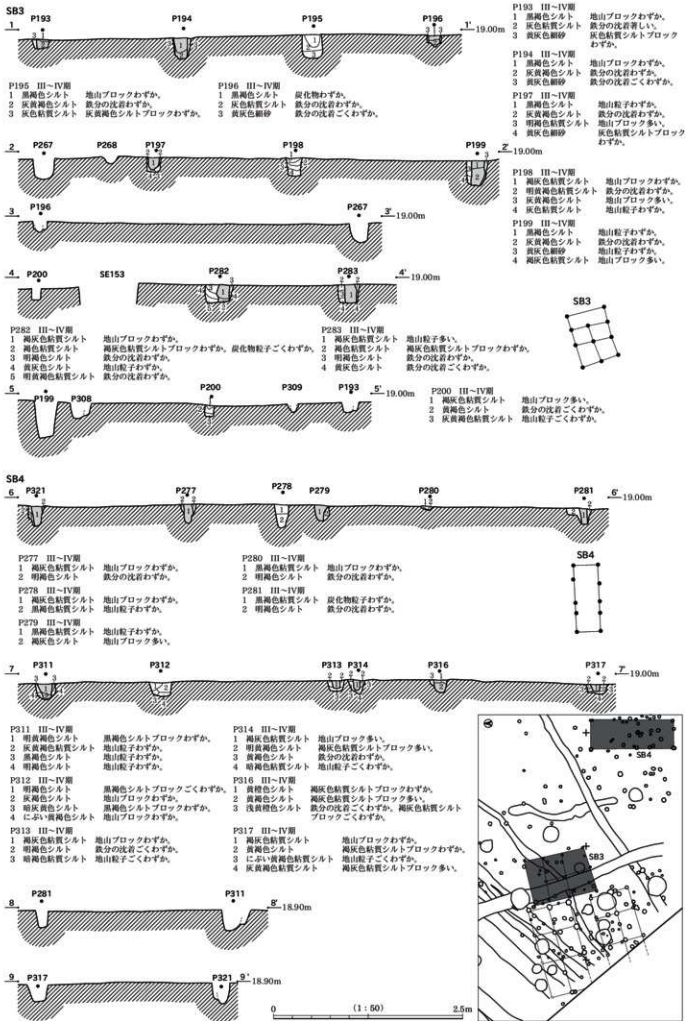 SB3
P193 P194 P195 P196
1 1' 19.00m
P193 III~IV期
1 黒褐色シルト 地山ブロックわずか。
2 灰色粘質シルト 鉄分の沈着著しい。
3 黄灰色細砂 灰色粘質シルトブロック
わずか。
P194 III~IV期
1 黒褐色シルト 地山ブロックわずか。
2 黄灰色細砂 鉄分の沈着わずか。
3 黄灰色細砂 鉄分の沈着ごくわずか。
P195 III~IV期
1 黒褐色シルト 地山ブロックわずか。
2 灰黄褐色シルト 鉄分の沈着わずか。
3 灰色粘質シルト 灰黄褐色シルトブロックわずか。
P196 III~IV期
1 黒褐色シルト 炭化物わずか。
2 灰色粘質シルト 鉄分の沈着わずか。
3 黄灰色細砂 鉄分の沈着ごくわずか。
P197 III~IV期
1 黒褐色シルト 地山粒子わずか。
2 灰黄褐色シルト 鉄分の沈着わずか。
3 明褐色粘質シルト 地山ブロック多い。
4 黄灰色細砂 灰色粘質シルトブロック
わずか。
P267 P268 P197 P198 P199
2 2' 19.00m
P198 III~IV期
1 褐灰色粘質シルト 地山ブロックわずか。
2 明黄褐色粘質シルト 鉄分の沈着わずか。
3 灰黄色粘質シルト 地山ブロック多い。
4 灰色粘質シルト 地山粒子わずか。
P199 III~IV期
1 黒褐色シルト 地山粒子わずか。
2 灰黄褐色シルト 鉄分の沈着わずか。
3 黄灰色細砂 地山粒子わずか。
4 褐灰色粘質シルト 地山ブロック多い。
P196 P267
3 3' 19.00m
P200 SE153 P282 P283
4 4' 19.00m
SB3
P282 III~IV期
1 褐灰色粘質シルト 地山ブロックわずか。
2 褐色粘質シルト 褐灰色粘質シルトブロックわずか。炭化物粒子ごくわずか。
3 明褐色シルト 鉄分の沈着わずか。
4 黄灰色シルト 地山粒子わずか。
5 明黄褐色粘質シルト 鉄分の沈着わずか。
P283 III~IV期
1 褐灰色粘質シルト 地山粒子多い。
2 褐色粘質シルト 褐灰色粘質シルトブロックわずか。
3 明褐色シルト 鉄分の沈着わずか。
4 黄灰色シルト 鉄分の沈着ごくわずか。
P199 P308 P200 P309 P193
5 5' 19.00m
P200 III~IV期
1 褐灰色粘質シルト 地山ブロック多い。
2 黄褐色シルト 鉄分の沈着ごくわずか。
3 灰黄褐色粘質シルト 地山粒子ごくわずか。
SB4
P321 P277 P278 P279 P280 P281
6 6' 19.00m
P277 III~IV期
1 褐灰色粘質シルト 地山ブロックわずか。
2 明褐色シルト 鉄分の沈着わずか。
P278 III~IV期
1 褐灰色粘質シルト 地山ブロックわずか。
2 黒褐色粘質シルト 地山粒子わずか。
P279 III~IV期
1 黒褐色粘質シルト 地山粒子わずか。
2 褐灰色シルト 地山ブロック多い。
P280 III~IV期
1 黒褐色粘質シルト 地山ブロックわずか。
2 明褐色シルト 鉄分の沈着わずか。
P281 III~IV期
1 黒褐色粘質シルト 炭化物粒子わずか。
2 明褐色シルト 鉄分の沈着わずか。
SB4
P311 P312 P313 P314 P316 P317
7 7' 19.00m
P311 III~IV期
1 明黄褐色シルト 黒褐色シルトブロックわずか。
2 灰黄褐色粘質シルト 地山粒子わずか。
3 黒褐色シルト 地山粒子わずか。
4 明褐色シルト 地山粒子わずか。
P312 III~IV期
1 明褐色シルト 黒褐色シルトブロックごくわずか。
2 灰褐色シルト 地山ブロックわずか。
3 暗灰黄色シルト 黒褐色シルトブロックわずか。
4 にぶい黄褐色シルト 地山ブロックわずか。
P313 III~IV期
1 褐灰色粘質シルト 地山ブロックわずか。
2 明褐色シルト 鉄分の沈着ごくわずか。
3 暗褐色粘質シルト 地山粒子ごくわずか。
P314 III~IV期
1 褐灰色粘質シルト 地山ブロック多い。
2 明黄褐色シルト 褐灰色粘質シルトブロック多い。
3 黄褐色シルト 鉄分の沈着わずか。
4 暗褐色粘質シルト 地山粒子ごくわずか。
P316 III~IV期
1 黄橙色シルト 褐灰色粘質シルトブロックわずか。
2 黄褐色シルト 褐灰色粘質シルトブロック多い。
3 浅黄橙色シルト 鉄分の沈着ごくわずか。褐灰色粘質シルト
ブロックごくわずか。
P317 III~IV期
1 褐灰色粘質シルト 地山ブロックわずか。
2 黄褐色シルト 褐灰色粘質シルトブロックわずか。
3 にぶい黄褐色粘質シルト 地山粒子ごくわずか。
4 灰黄褐色シルト 褐灰色粘質シルトブロック多い。
SB4
SB3
P281 P311
8 8' 18.90m
P317 P321
9 9' 18.90m
0 (1:50) 2.5m